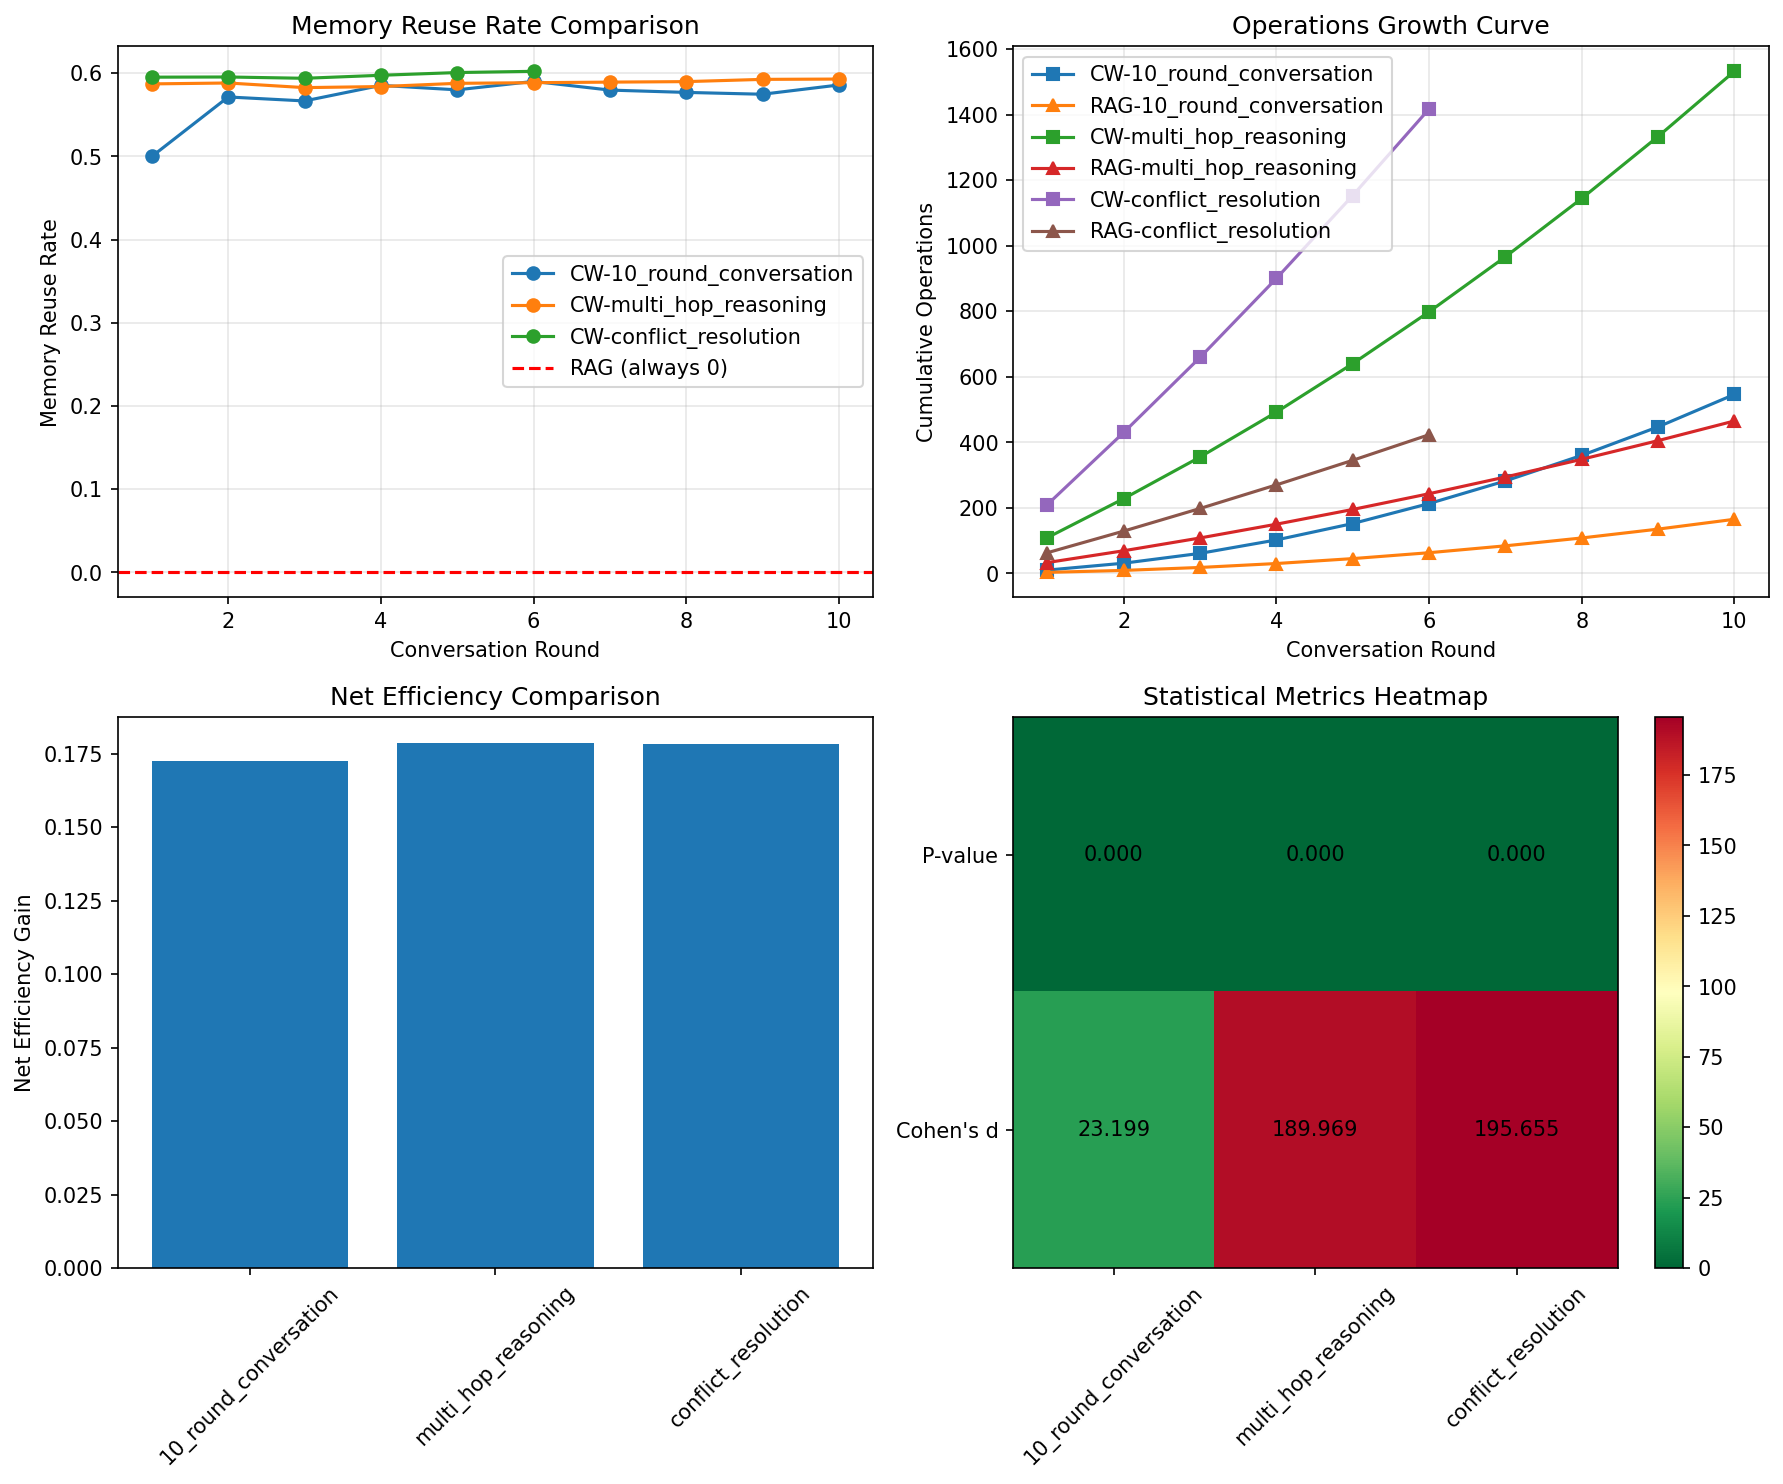 Memory Reuse Rate Comparison
Memory Reuse Rate
0.6
0.5
0.4
0.3
0.2
0.1
0.0
CW-10_round_conversation
CW-multi_hop_reasoning
CW-conflict_resolution
RAG (always 0)
2 4 6 8 10
Conversation Round
Operations Growth Curve
Cumulative Operations
1600
1400
1200
1000
800
600
400
200
0
CW-10_round_conversation
RAG-10_round_conversation
CW-multi_hop_reasoning
RAG-multi_hop_reasoning
CW-conflict_resolution
RAG-conflict_resolution
2 4 6 8 10
Conversation Round
Net Efficiency Comparison
Net Efficiency Gain
0.175
0.150
0.125
0.100
0.075
0.050
0.025
0.000
10_round_conversation
multi_hop_reasoning
conflict_resolution
Statistical Metrics Heatmap
P-value
0.000 0.000 0.000
Cohen's d
23.199 189.969 195.655
10_round_conversation
multi_hop_reasoning
conflict_resolution
175
150
125
100
75
50
25
0